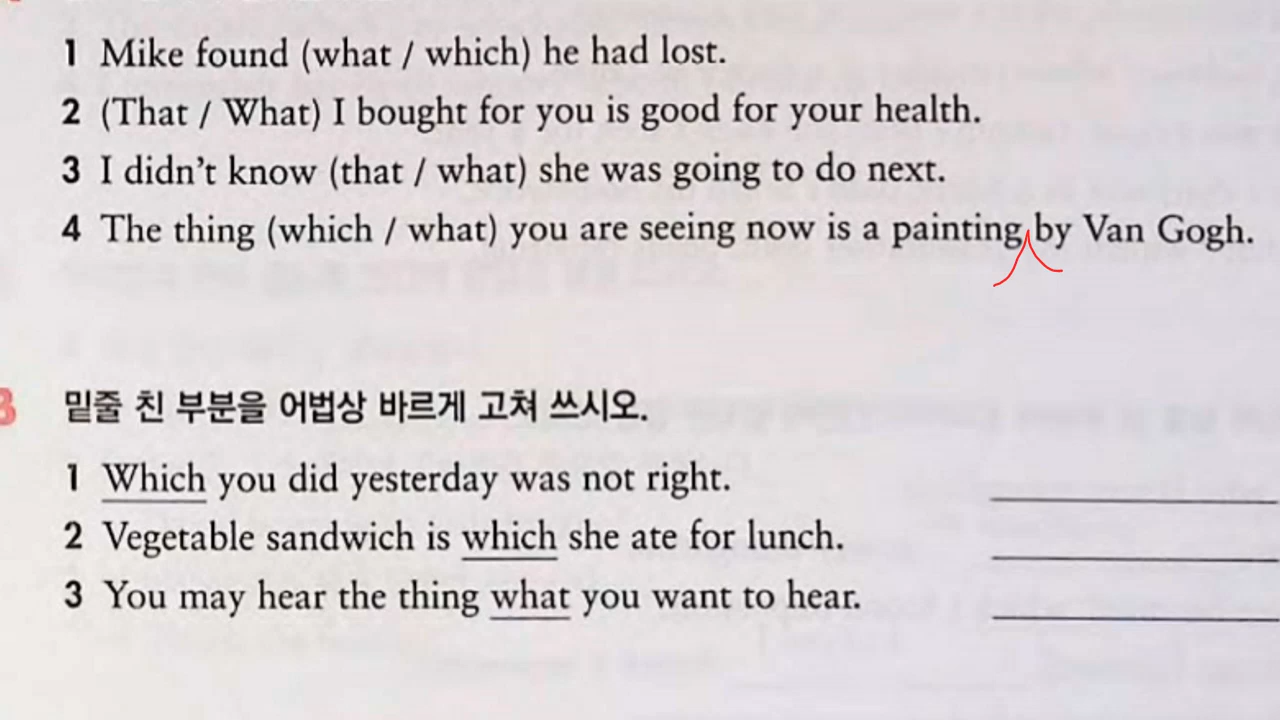 1 Mike found (what / which) he had lost.
2 (That / What) I bought for you is good for your health.
3 I didn't know (that / what) she was going to do next.
4 The thing (which / what) you are seeing now is a painting by Van Gogh.
밑줄 친 부분을 어법상 바르게 고쳐 쓰시오.
1 Which you did yesterday was not right.
2 Vegetable sandwich is which she ate for lunch.
3 You may hear the thing what you want to hear.